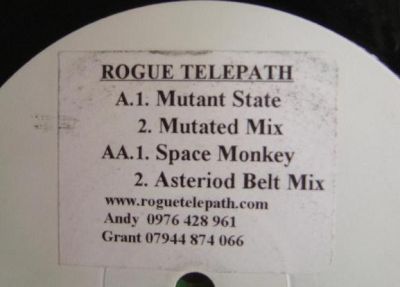 ROGUE TELEPATH
A.1. Mutant State
2. Mutated Mix
AA.1. Space Monkey
2. Asteriod Belt Mix
www.roguetelepath.com
Andy 0976 428 961
Grant 07944 874 066